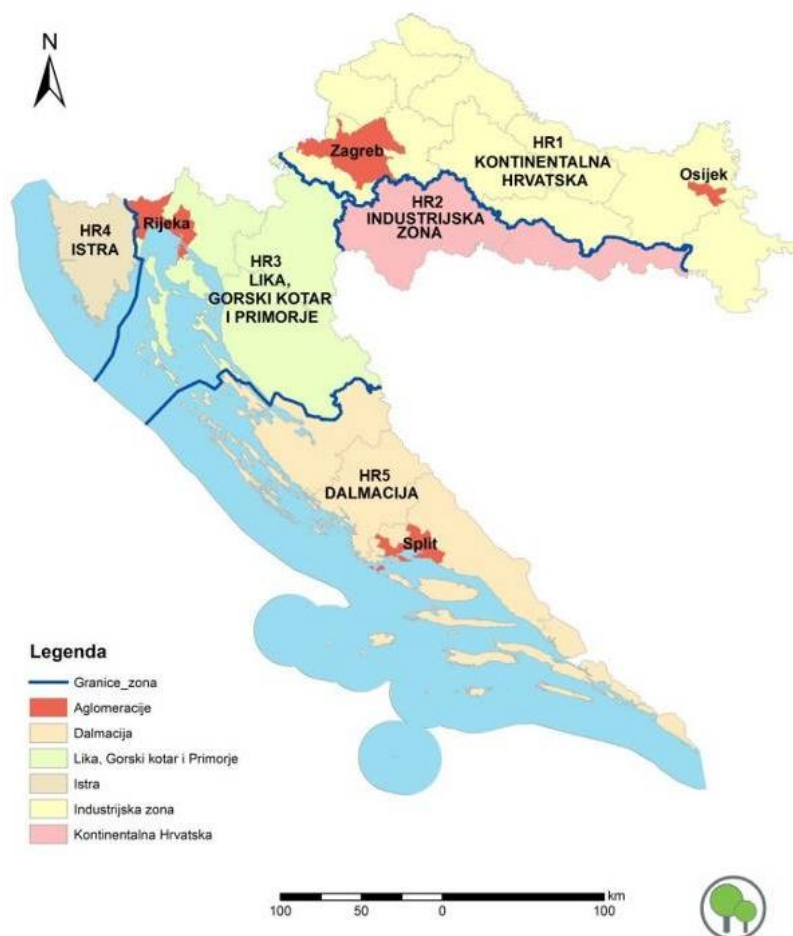 N
HR1
KONTINENTALNA
HRVATSKA
Zagreb
Osijek
HR2
INDUSTRIJSKA
ZONA
HR4
ISTRA
Rijeka
HR3
LIKA,
GORSKI KOTAR
I PRIMORJE
HR5
DALMACIJA
Split
Legenda
Granice_zona
Aglomeracije
Dalmacija
Lika, Gorski kotar i Primorje
Istra
Industrijska zona
Kontinentalna Hrvatska
km
100 50 0 100